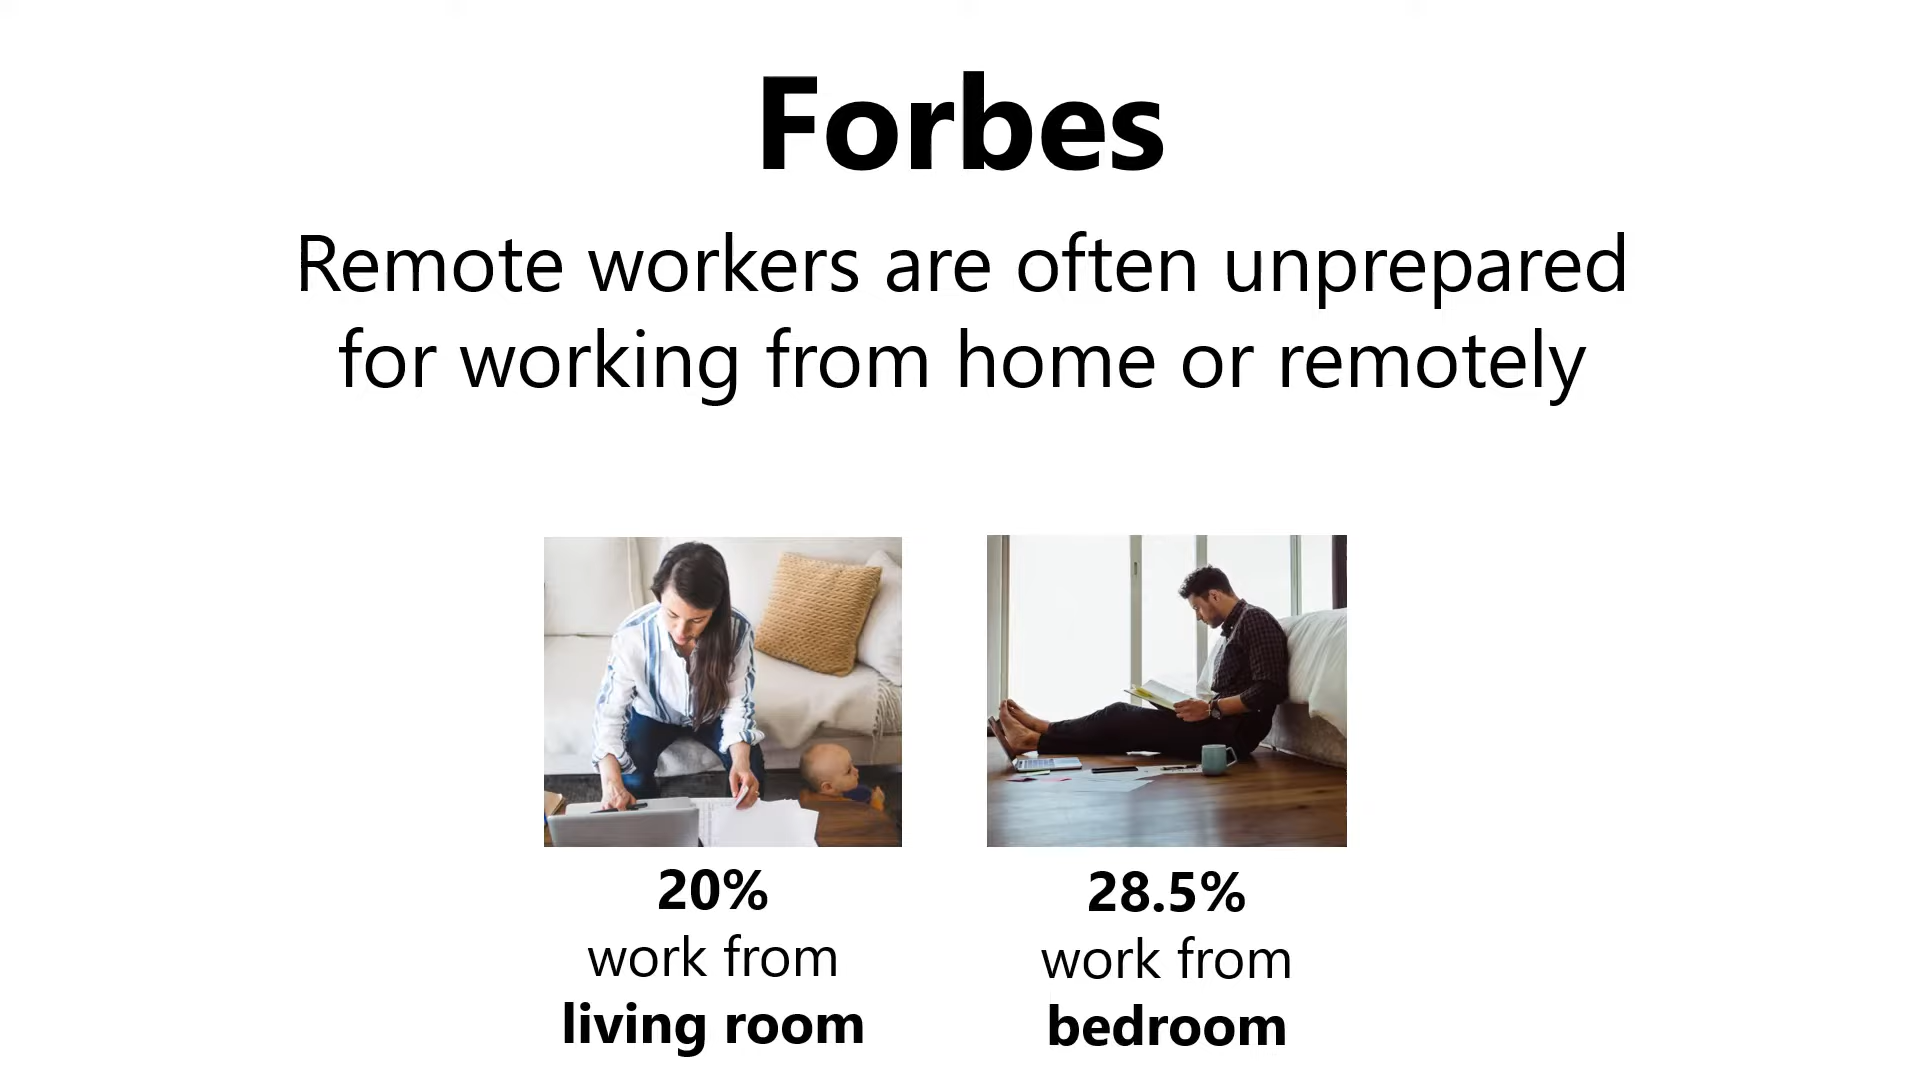 Forbes
Remote workers are often unprepared
for working from home or remotely
20%
work from
living room
28.5%
work from
bedroom